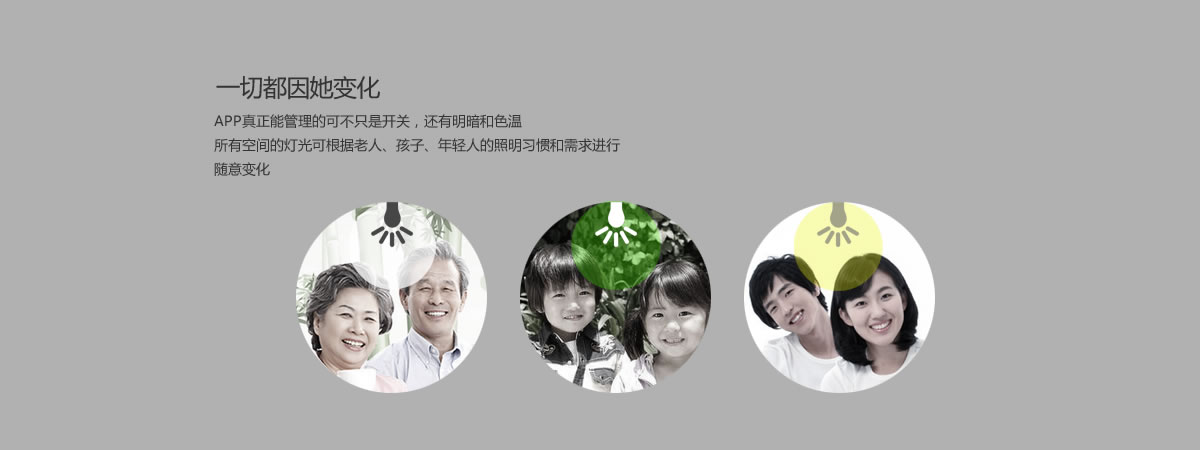 一切都因她变化
APP真正能管理的可不只是开关，还有明暗和色温
所有空间的灯光可根据老人、孩子、年轻人的照明习惯和需求进行
随意变化